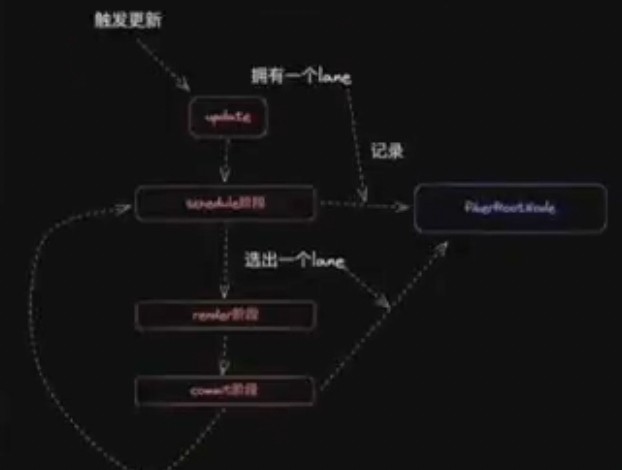 触发更新
拥有一个lane
update
记录
schedule阶段
fiberRootNode
选出一个lane
render阶段
commit阶段